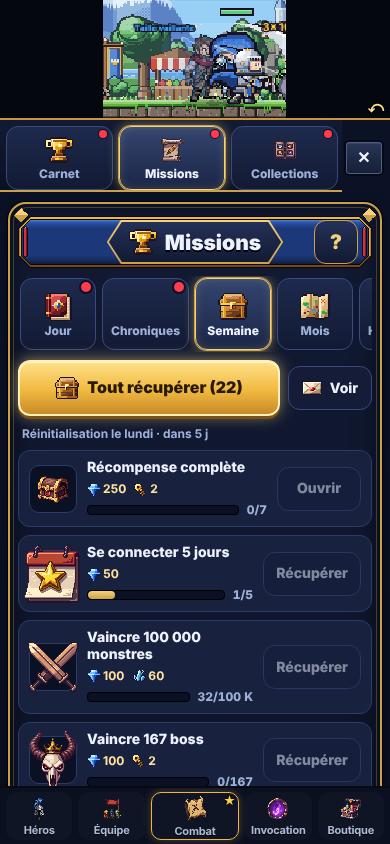 Taille vaillante
Carnet
Missions
Collections
Missions
?
Jour
Chroniques
Semaine
Mois
Tout récupérer (22)
Voir
Réinitialisation le lundi · dans 5 j
Récompense complète
250 2
0/7
Ouvrir
Se connecter 5 jours
50
1/5
Récupérer
Vaincre 100 000
monstres
100 60
32/100 K
Récupérer
Vaincre 167 boss
100 2
0/167
Récupérer
Héros
Équipe
Combat
Invocation
Boutique